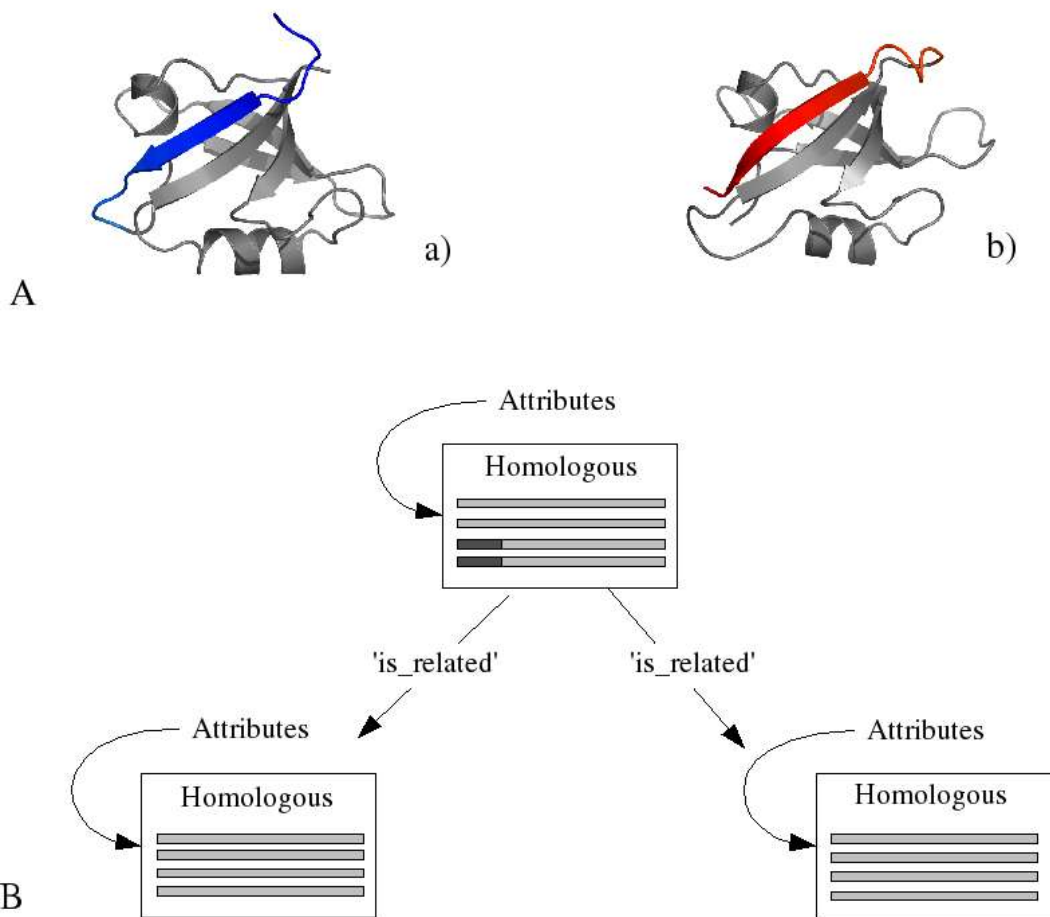 a)
b)
A
Attributes
Homologous
'is_related'
'is_related'
Attributes
Attributes
Homologous
Homologous
B